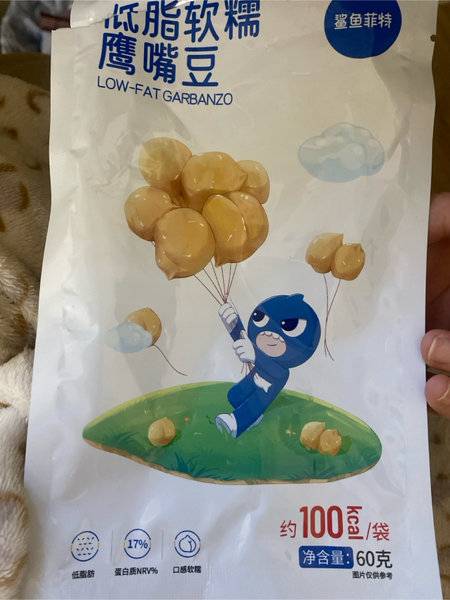 低脂软糯
鲨鱼菲特
鹰嘴豆
LOW-FAT GARBANZO
约100kcal/袋
17%
低脂肪
蛋白质NRV%
口感软糯
净含量：60克
图片仅供参考